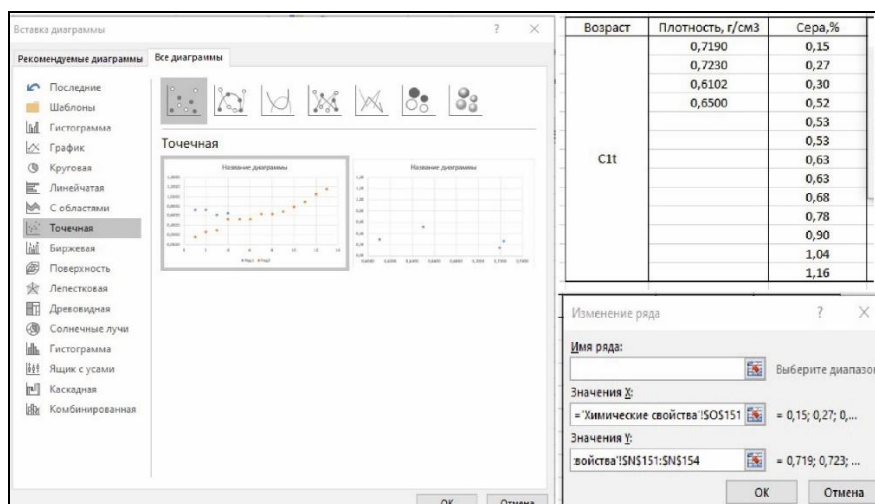 Вставка диаграммы
? ×
Рекомендуемые диаграммы Все диаграммы
Последние
Шаблоны
Гистограмма
График
Круговая
Линейчатая
С областями
Точечная
Биржевая
Поверхность
Лепестковая
Древовидная
Солнечные лучи
Гистограмма
Ящик с усами
Каскадная
Комбинированная
Точечная
Название диаграммы
Название диаграммы
ОК Отмена
Возраст Плотность, г/см3 Сера,%
0,7190 0,15
0,7230 0,27
0,6102 0,30
0,6500 0,52
0,53
0,53
C1t 0,63
0,63
0,68
0,78
0,90
1,04
1,16
Изменение ряда ? ×
Имя ряда:
Выберите диапазо
Значения X:
='Химические свойства'!$O$151 = 0,15; 0,27; 0,...
Значения Y:
войства'!$N$151:$N$154 = 0,719; 0,723; ...
ОК Отмена